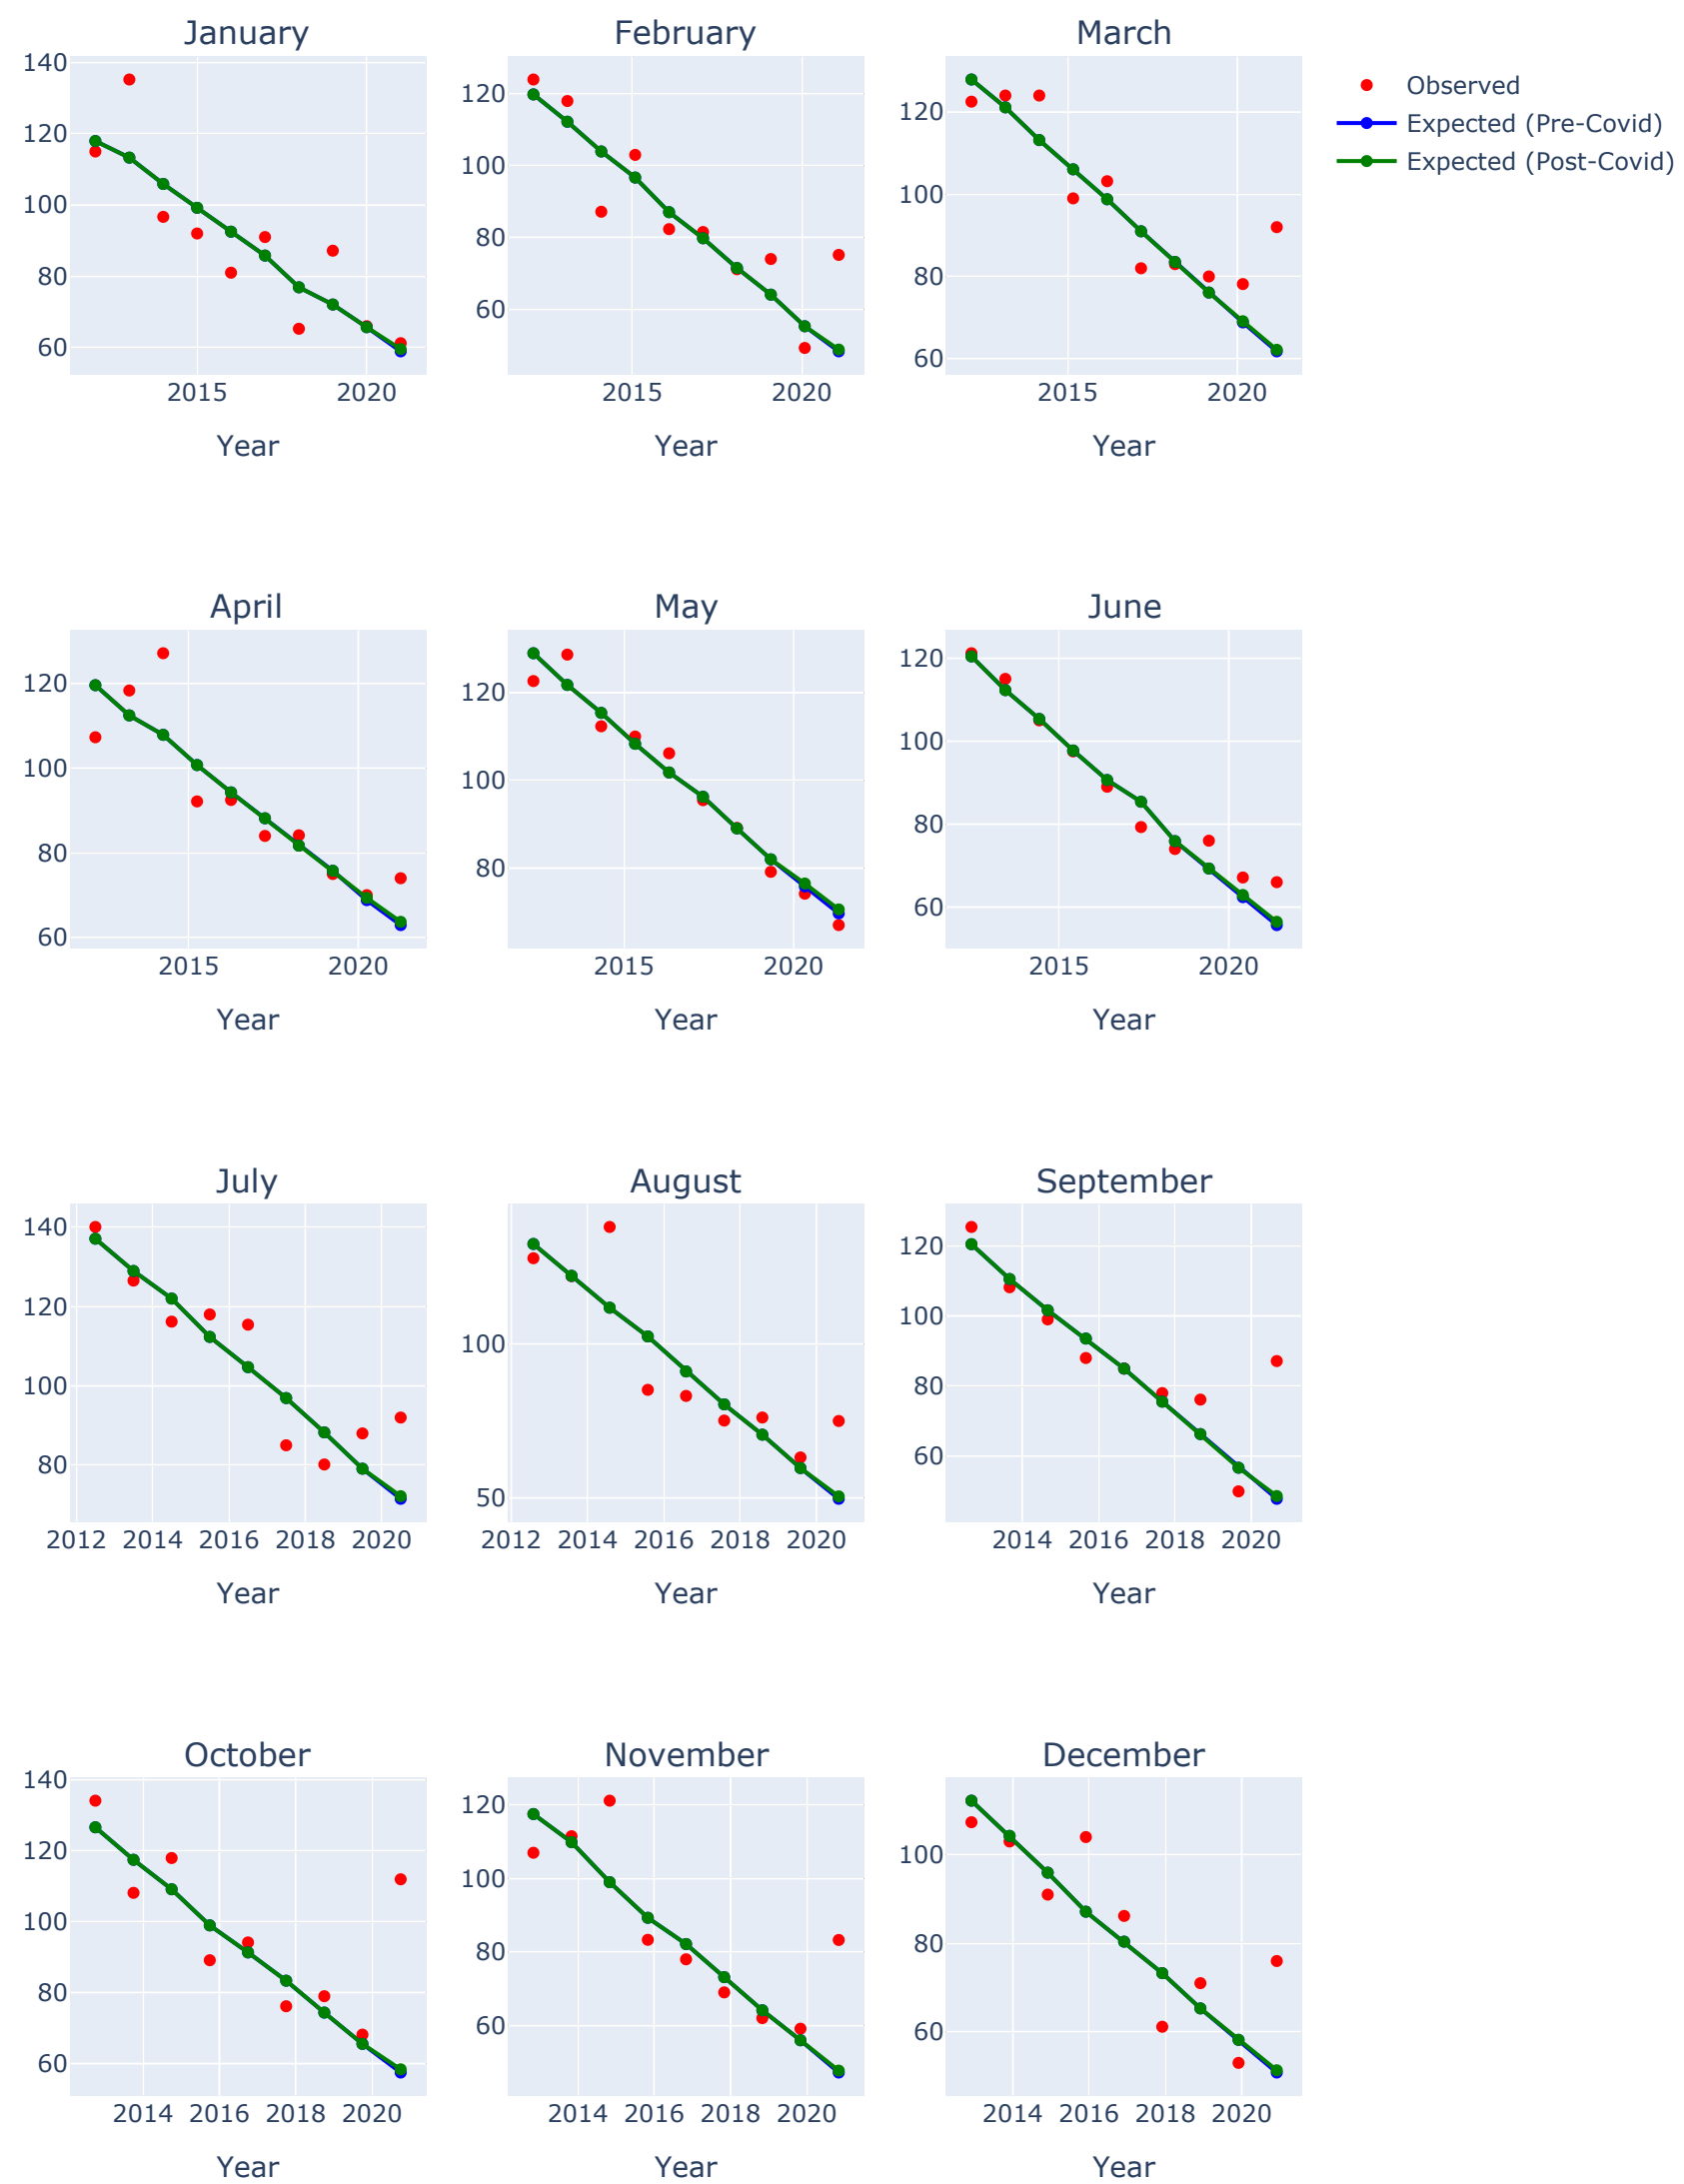 January
February
March
140
120
100
80
60
2015
2020
Year
120
100
80
60
2015
2020
Year
120
100
80
60
2015
2020
Year
Observed
Expected (Pre-Covid)
Expected (Post-Covid)
April
May
June
120
100
80
60
2015
2020
Year
120
100
80
2015
2020
Year
120
100
80
60
2015
2020
Year
July
August
September
140
120
100
80
2012 2014 2016 2018 2020
Year
100
50
2012 2014 2016 2018 2020
Year
120
100
80
60
2014 2016 2018 2020
Year
October
November
December
140
120
100
80
60
2014 2016 2018 2020
Year
120
100
80
60
2014 2016 2018 2020
Year
100
80
60
2014 2016 2018 2020
Year